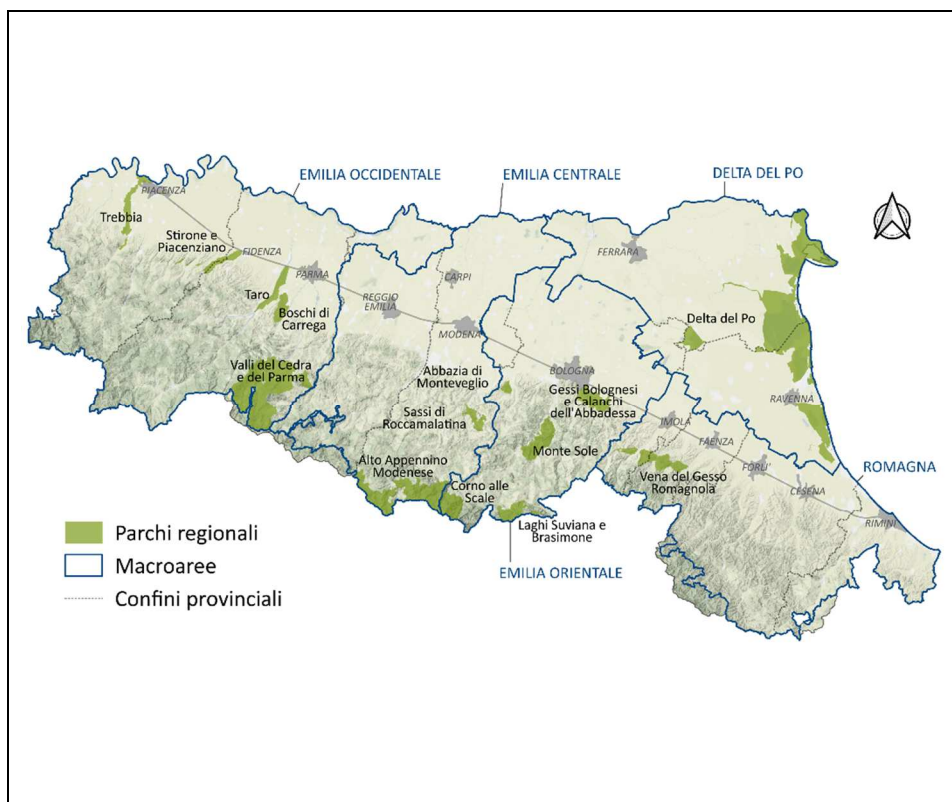 EMILIA OCCIDENTALE
EMILIA CENTRALE
DELTA DEL PO
PIACENZA
Trebbia
Stirone e
Piacenziano
FIDENZA
PARMA
Taro
Boschi di
Carrega
REGGIO
EMILIA
CARPI
MODENA
FERRARA
Delta del Po
Valli del Cedra
e del Parma
Abbazia di
Monteveglio
BOLOGNA
Gessi Bolognesi
e Calanchi
dell'Abbadessa
RAVENNA
Sassi di
Roccamalatina
IMOLA
FAENZA
Monte Sole
FORLI'
ROMAGNA
Alto Appennino
Modenese
Corno alle
Scale
Vena del Gesso
Romagnola
CESENA
RIMINI
Laghi Suviana e
Brasimone
EMILIA ORIENTALE
Parchi regionali
Macroaree
Confini provinciali